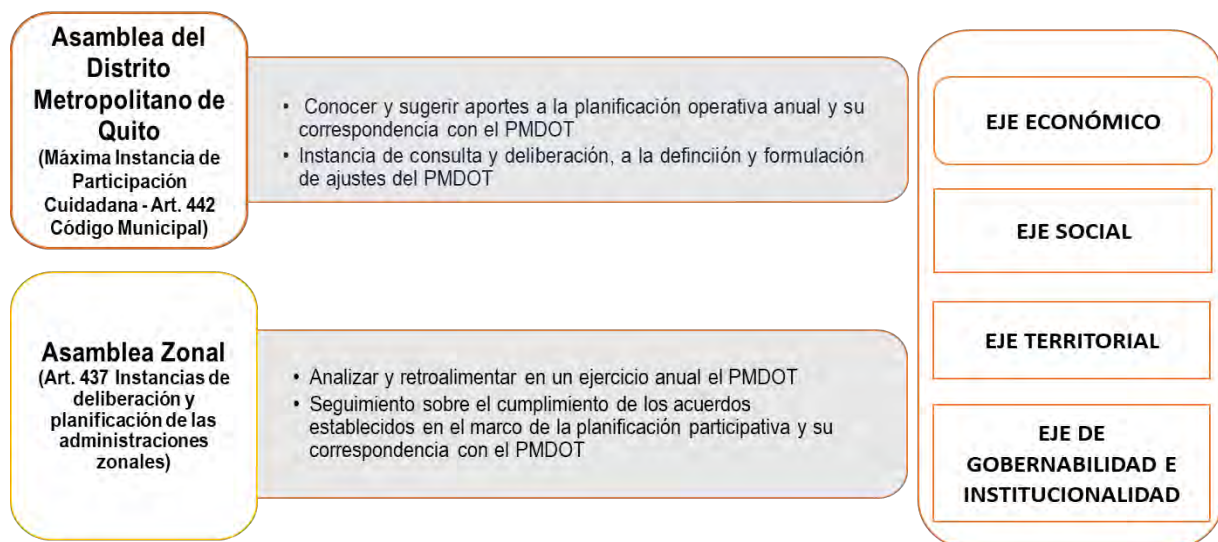 Asamblea del
Distrito
Metropolitano de
Quito
(Máxima Instancia de
Participación
Cuidadana - Art. 442
Código Municipal)
• Conocer y sugerir aportes a la planificación operativa anual y su
correspondencia con el PMDOT
• Instancia de consulta y deliberación, a la definciión y formulación
de ajustes del PMDOT
Asamblea Zonal
(Art. 437 Instancias de
deliberación y
planificación de las
administraciones
zonales)
• Analizar y retroalimentar en un ejercicio anual el PMDOT
• Seguimiento sobre el cumplimiento de los acuerdos
establecidos en el marco de la planificación participativa y su
correspondencia con el PMDOT
EJE ECONÓMICO
EJE SOCIAL
EJE TERRITORIAL
EJE DE
GOBERNABILIDAD E
INSTITUCIONALIDAD